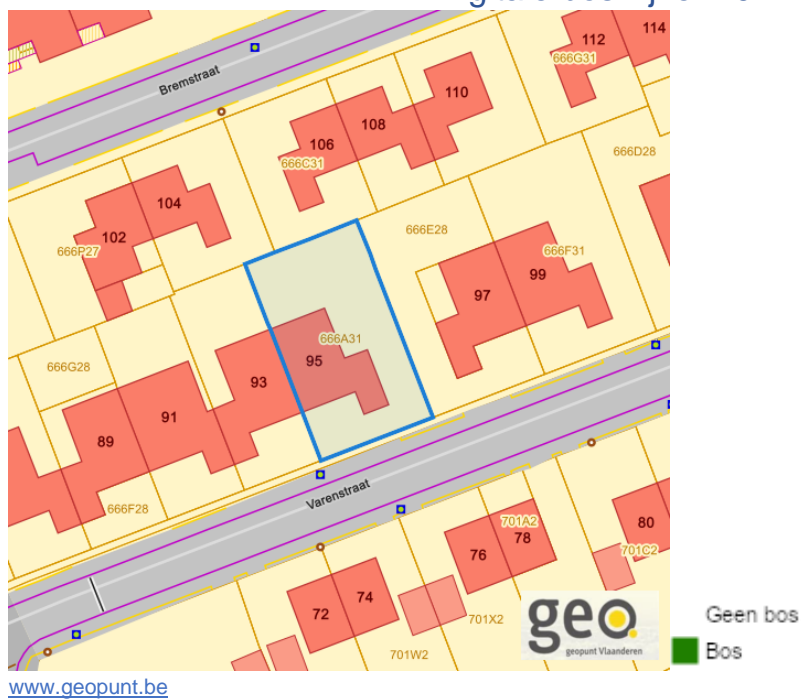 Bremstraat
112
114
666G31
110
108
106
666C31
666D28
104
102
666P27
666E28
666F31
99
97
666A31
95
93
666G28
91
89
666F28
Varenstraat
701A2
78
76
80
701C2
74
72
701X2
701W2
geo.
geopunt Vlaanderen
Geen bos
Bos
www.geopunt.be